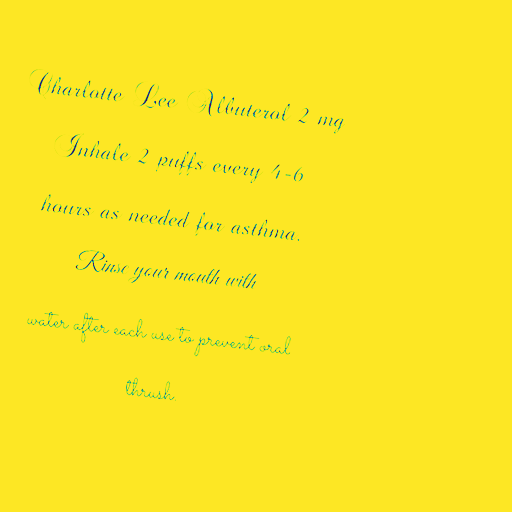 Charlotte Lee Albuterol 2 mg
Inhale 2 puffs every 4-6
hours as needed for asthma.
Rinse your mouth with
water after each use to prevent oral
thrush